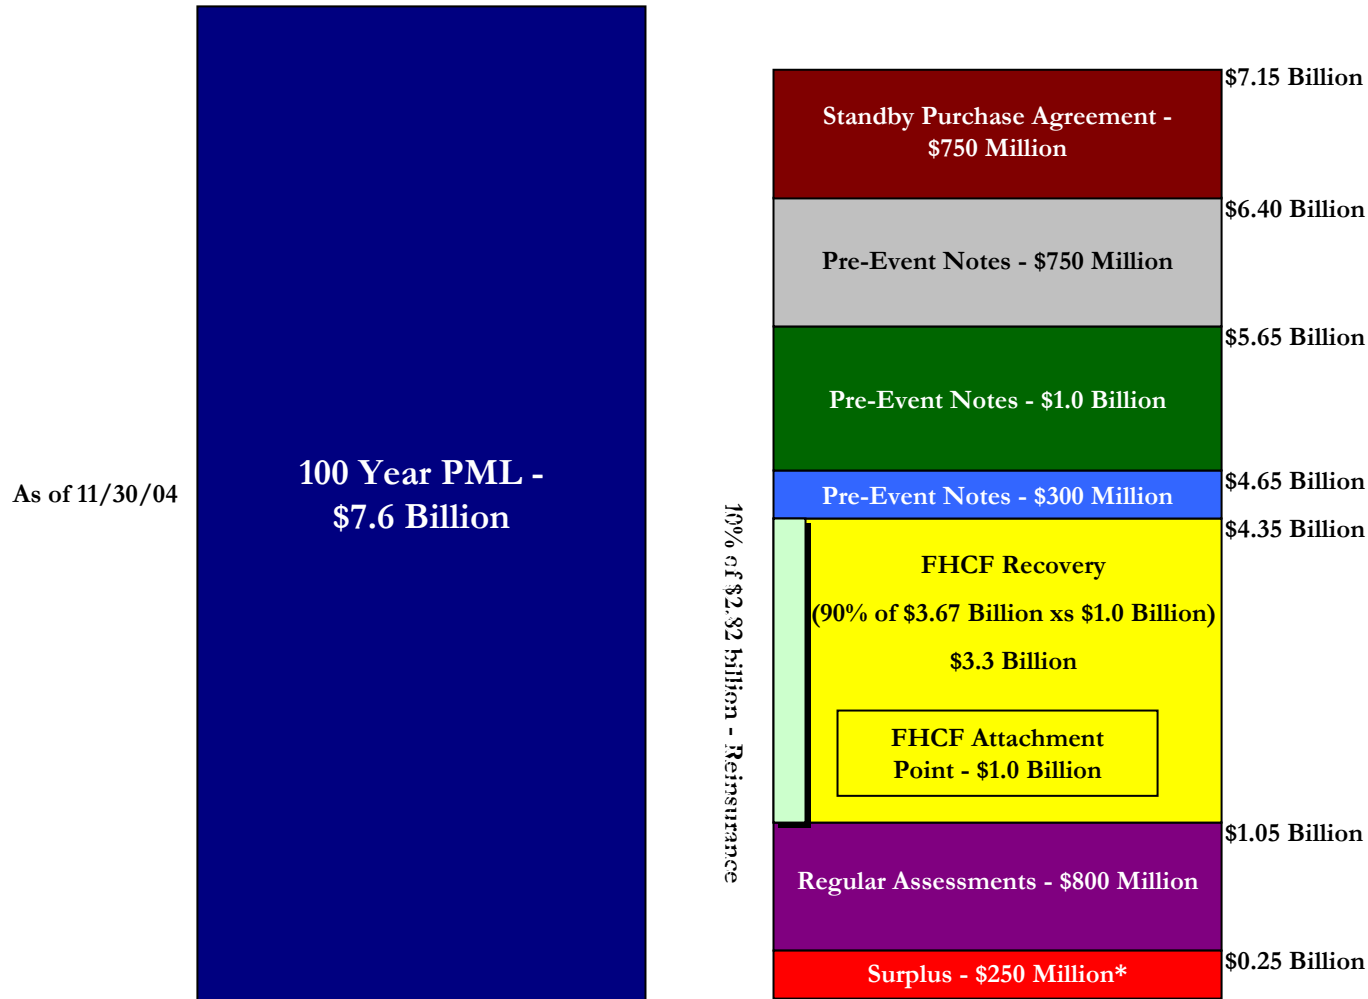 As of 11/30/04
100 Year PML -
$7.6 Billion
10% of $2.82 billion - Reinsurance
$7.15 Billion
Standby Purchase Agreement -
$750 Million
$6.40 Billion
Pre-Event Notes - $750 Million
$5.65 Billion
Pre-Event Notes - $1.0 Billion
$4.65 Billion
Pre-Event Notes - $300 Million
$4.35 Billion
FHCF Recovery
(90% of $3.67 Billion xs $1.0 Billion)
$3.3 Billion
FHCF Attachment
Point - $1.0 Billion
$1.05 Billion
Regular Assessments - $800 Million
$0.25 Billion
Surplus - $250 Million*